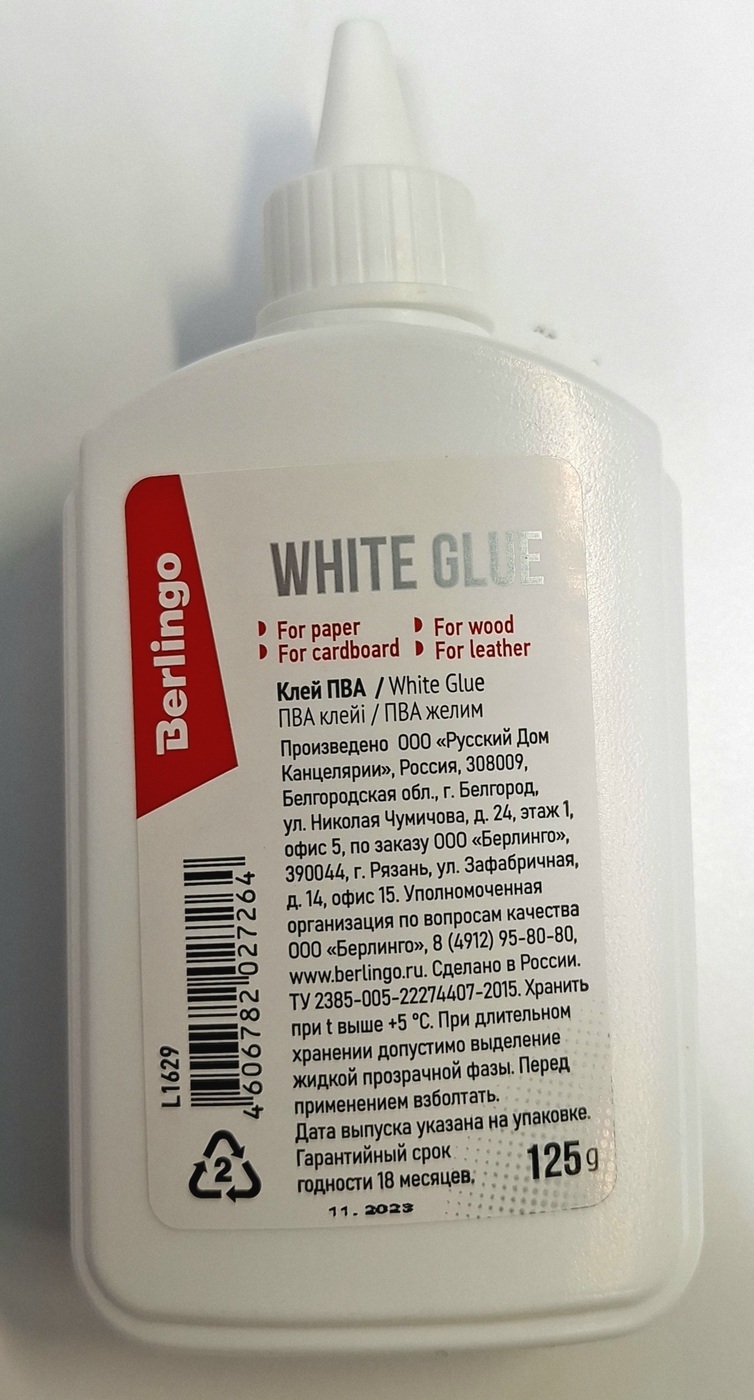 Berlingo
WHITE GLUE
For paper
For wood
For cardboard
For leather
Клей ПВА / White Glue
ПВА клейі / ПВА желим
Произведено ООО «Русский Дом
Канцелярии», Россия, 308009,
Белгородская обл., г. Белгород,
ул. Николая Чумичова, д. 24, этаж 1,
офис 5, по заказу ООО «Берлинго»,
390044, г. Рязань, ул. Зафабричная,
д. 14, офис 15. Уполномоченная
организация по вопросам качества
ООО «Берлинго», 8 (4912) 95-80-80,
www.berlingo.ru. Сделано в России.
ТУ 2385-005-22274407-2015. Хранить
при t выше +5 °C. При длительном
хранении допустимо выделение
жидкой прозрачной фазы. Перед
применением взболтать.
Дата выпуска указана на упаковке.
Гарантийный срок
годности 18 месяцев.
125 g
11. 2023
L1629
4 606782 027264
2